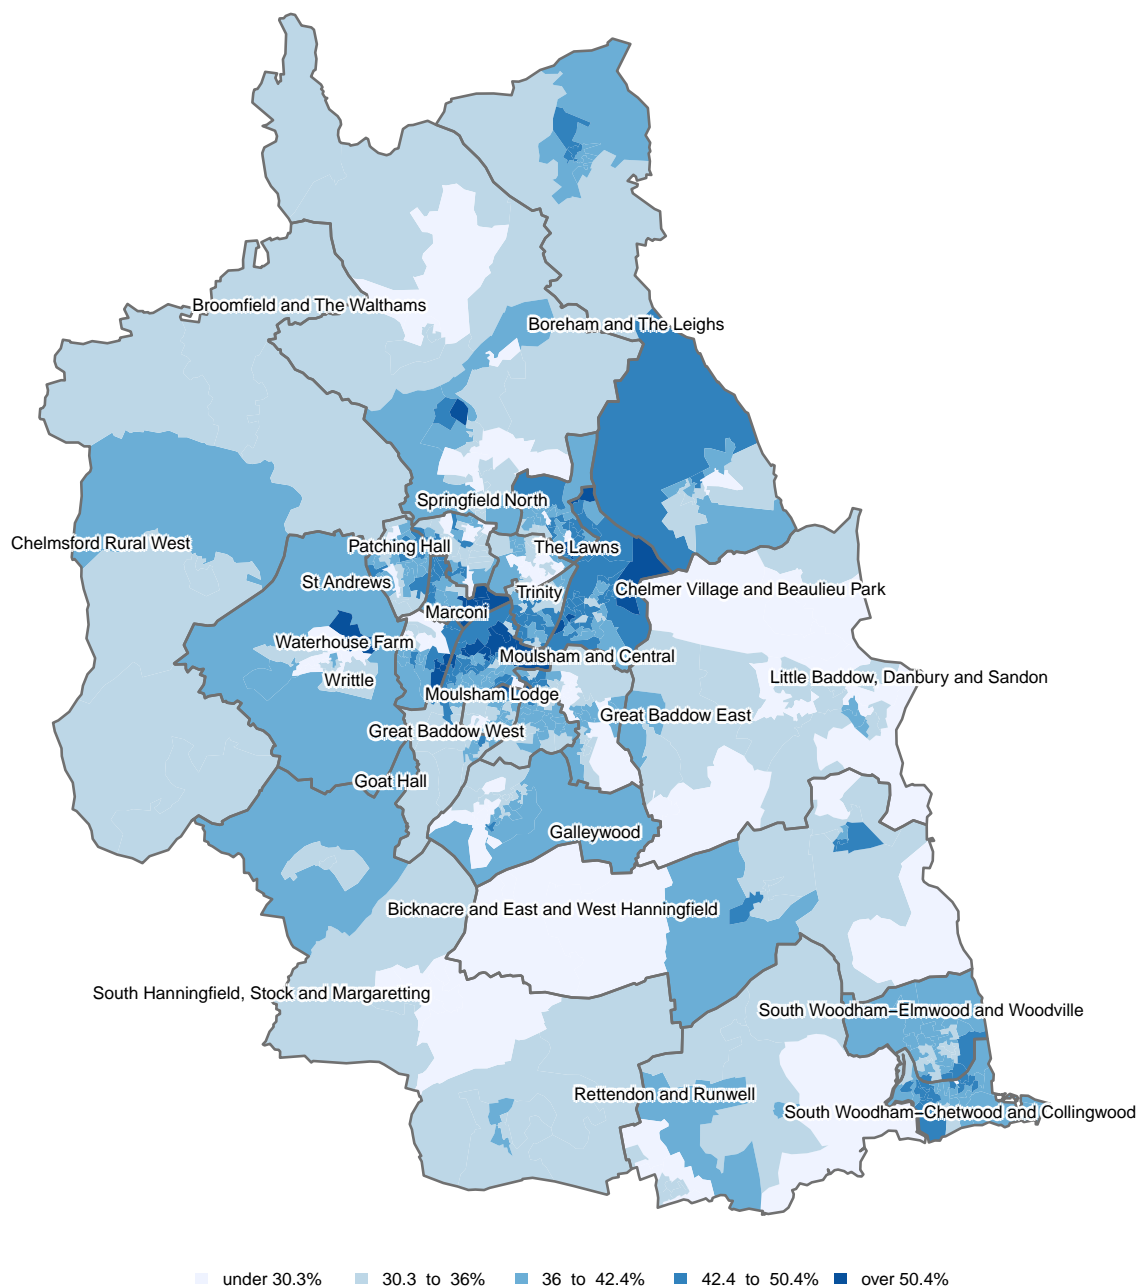 Broomfield and The Walthams
Boreham and The Leighs
Springfield North
Chelmsford Rural West
Patching Hall
The Lawns
St Andrews
Trinity
Chelmer Village and Beaulieu Park
Marconi
Waterhouse Farm
Moulsham and Central
Writtle
Little Baddow, Danbury and Sandon
Moulsham Lodge
Great Baddow East
Great Baddow West
Goat Hall
Galleywood
Bicknacre and East and West Hanningfield
South Hanningfield, Stock and Margaretting
South Woodham−Elmwood and Woodville
Rettendon and Runwell
South Woodham−Chetwood and Collingwood
under 30.3% 30.3 to 36% 36 to 42.4% 42.4 to 50.4% over 50.4%